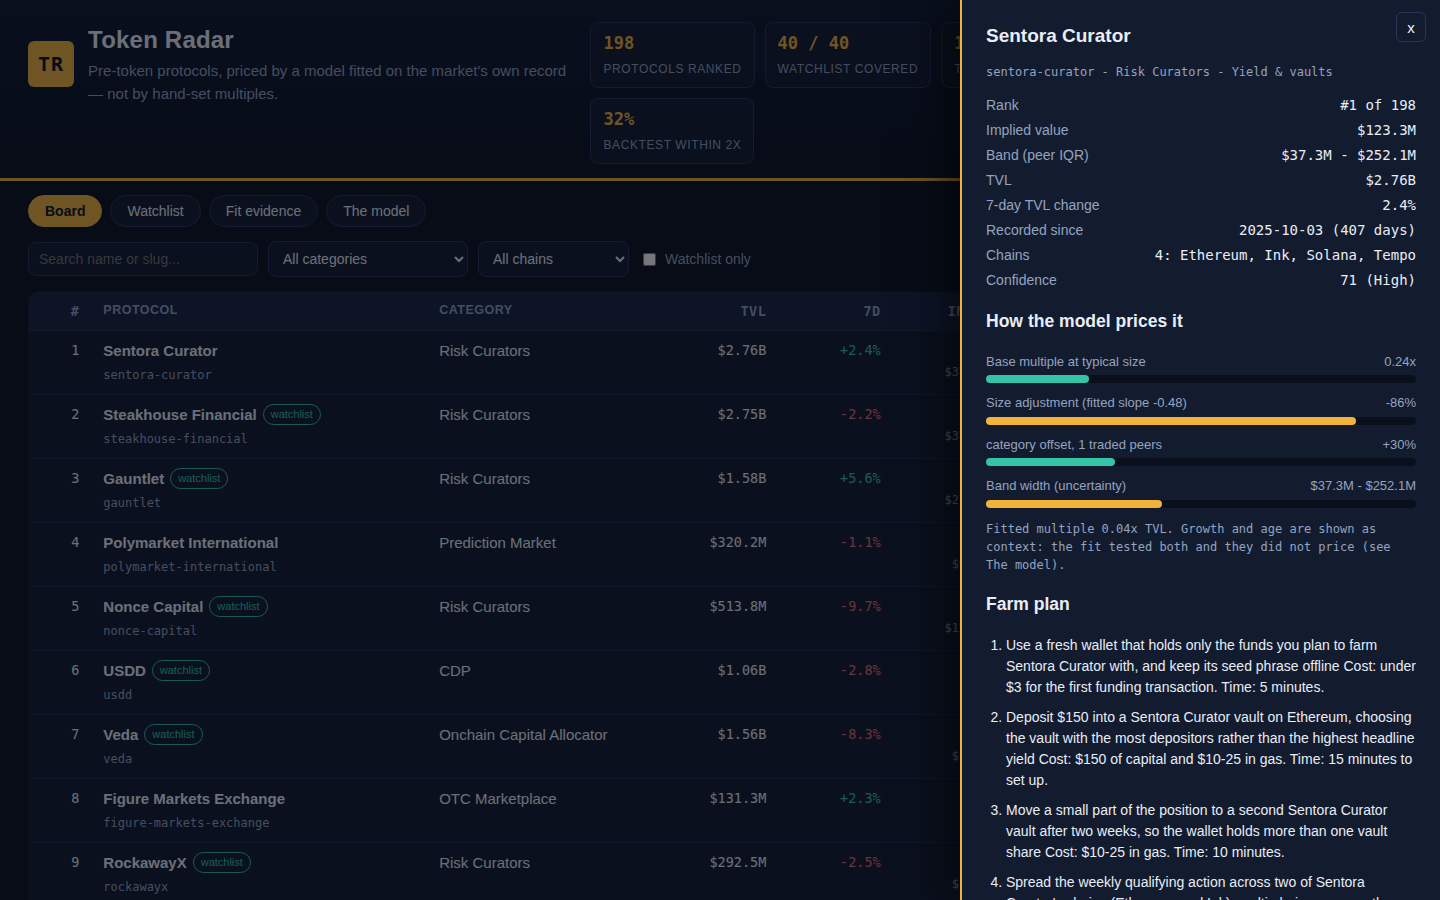 TR
Token Radar
Pre-token protocols, priced by a model fitted on the market's own record
— not by hand-set multiples.
198
PROTOCOLS RANKED
40 / 40
WATCHLIST COVERED
32%
BACKTEST WITHIN 2X
Board
Watchlist
Fit evidence
The model
Search name or slug...
All categories
All chains
Watchlist only
# PROTOCOL CATEGORY TVL 7D
1 Sentora Curator Risk Curators $2.76B +2.4%
sentora-curator
2 Steakhouse Financial watchlist Risk Curators $2.75B -2.2%
steakhouse-financial
3 Gauntlet watchlist Risk Curators $1.58B +5.6%
gauntlet
4 Polymarket International Prediction Market $320.2M -1.1%
polymarket-international
5 Nonce Capital watchlist Risk Curators $513.8M -9.7%
nonce-capital
6 USDD watchlist CDP $1.06B -2.8%
usdd
7 Veda watchlist Onchain Capital Allocator $1.56B -8.3%
veda
8 Figure Markets Exchange OTC Marketplace $131.3M +2.3%
figure-markets-exchange
9 RockawayX watchlist Risk Curators $292.5M -2.5%
rockawayx
x
Sentora Curator
sentora-curator - Risk Curators - Yield & vaults
Rank #1 of 198
Implied value $123.3M
Band (peer IQR) $37.3M - $252.1M
TVL $2.76B
7-day TVL change 2.4%
Recorded since 2025-10-03 (407 days)
Chains 4: Ethereum, Ink, Solana, Tempo
Confidence 71 (High)
How the model prices it
Base multiple at typical size 0.24x
Size adjustment (fitted slope -0.48) -86%
category offset, 1 traded peers +30%
Band width (uncertainty) $37.3M - $252.1M
Fitted multiple 0.04x TVL. Growth and age are shown as
context: the fit tested both and they did not price (see
The model).
Farm plan
1. Use a fresh wallet that holds only the funds you plan to farm
Sentora Curator with, and keep its seed phrase offline Cost: under
$3 for the first funding transaction. Time: 5 minutes.
2. Deposit $150 into a Sentora Curator vault on Ethereum, choosing
the vault with the most depositors rather than the highest headline
yield Cost: $150 of capital and $10-25 in gas. Time: 15 minutes to
set up.
3. Move a small part of the position to a second Sentora Curator
vault after two weeks, so the wallet holds more than one vault
share Cost: $10-25 in gas. Time: 10 minutes.
4. Spread the weekly qualifying action across two of Sentora